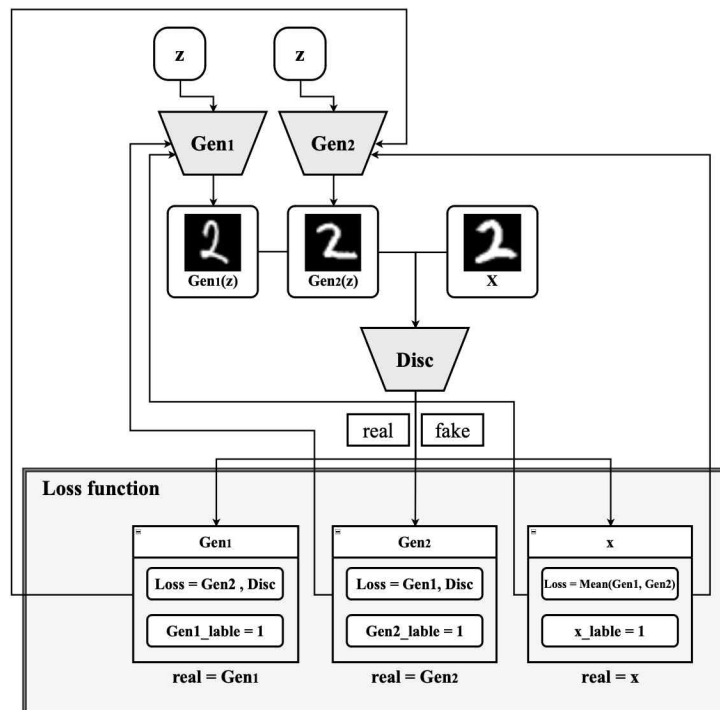 z
z
Gen1
Gen2
Gen1(z)
Gen2(z)
X
Disc
real
fake
Loss function
Gen1
Gen2
x
Loss = Gen2 , Disc
Loss = Gen1, Disc
Loss = Mean(Gen1, Gen2)
Gen1_lable = 1
Gen2_lable = 1
x_lable = 1
real = Gen1
real = Gen2
real = x